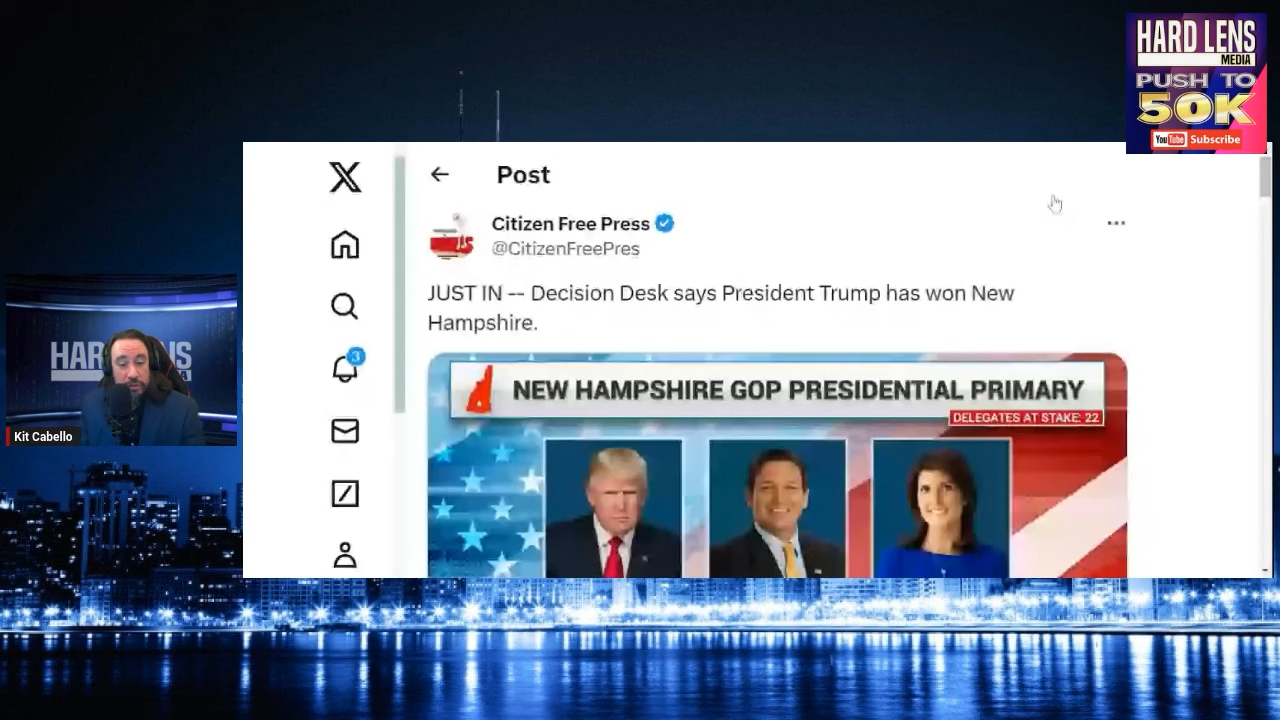 HARD LENS
MEDIA
PUSH TO
50K
YouTube Subscribe
X
Post
Citizen Free Press
@CitizenFreePres
JUST IN -- Decision Desk says President Trump has won New
Hampshire.
3
NEW HAMPSHIRE GOP PRESIDENTIAL PRIMARY
DELEGATES AT STAKE: 22
Kit Cabello